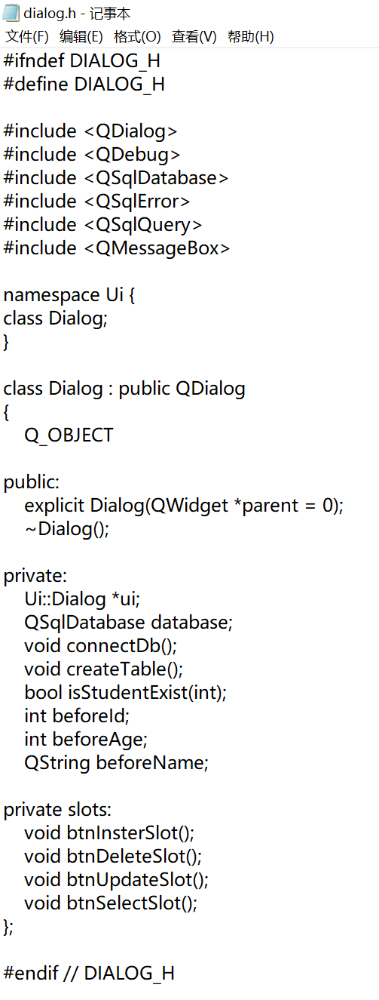 dialog.h - 记事本
文件(F) 编辑(E) 格式(O) 查看(V) 帮助(H)
#ifndef DIALOG_H
#define DIALOG_H
#include <QDialog>
#include <QDebug>
#include <QSqlDatabase>
#include <QSqlError>
#include <QSqlQuery>
#include <QMessageBox>
namespace Ui {
class Dialog;
}
class Dialog : public QDialog
{
Q_OBJECT
public:
explicit Dialog(QWidget *parent = 0);
~Dialog();
private:
Ui::Dialog *ui;
QSqlDatabase database;
void connectDb();
void createTable();
bool isStudentExist(int);
int beforeId;
int beforeAge;
QString beforeName;
private slots:
void btnInsterSlot();
void btnDeleteSlot();
void btnUpdateSlot();
void btnSelectSlot();
};
#endif // DIALOG_H